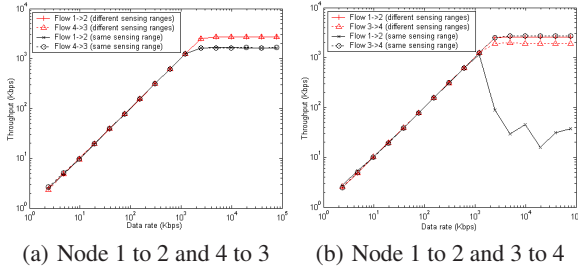 Flow 1->2 (different sensing ranges)
Flow 4->3 (different sensing ranges)
Flow 1->2 (same sensing range)
Flow 4->3 (same sensing range)
Throughput (Kbps)
10^4
10^3
10^2
10^1
10^0
10^0 10^1 10^2 10^3 10^4 10^5
Data rate (Kbps)
(a) Node 1 to 2 and 4 to 3
Flow 1->2 (different sensing ranges)
Flow 3->4 (different sensing ranges)
Flow 1->2 (same sensing range)
Flow 3->4 (same sensing range)
Throughput (Kbps)
10^4
10^3
10^2
10^1
10^0
10^0 10^1 10^2 10^3 10^4 10^5
Data rate (Kbps)
(b) Node 1 to 2 and 3 to 4